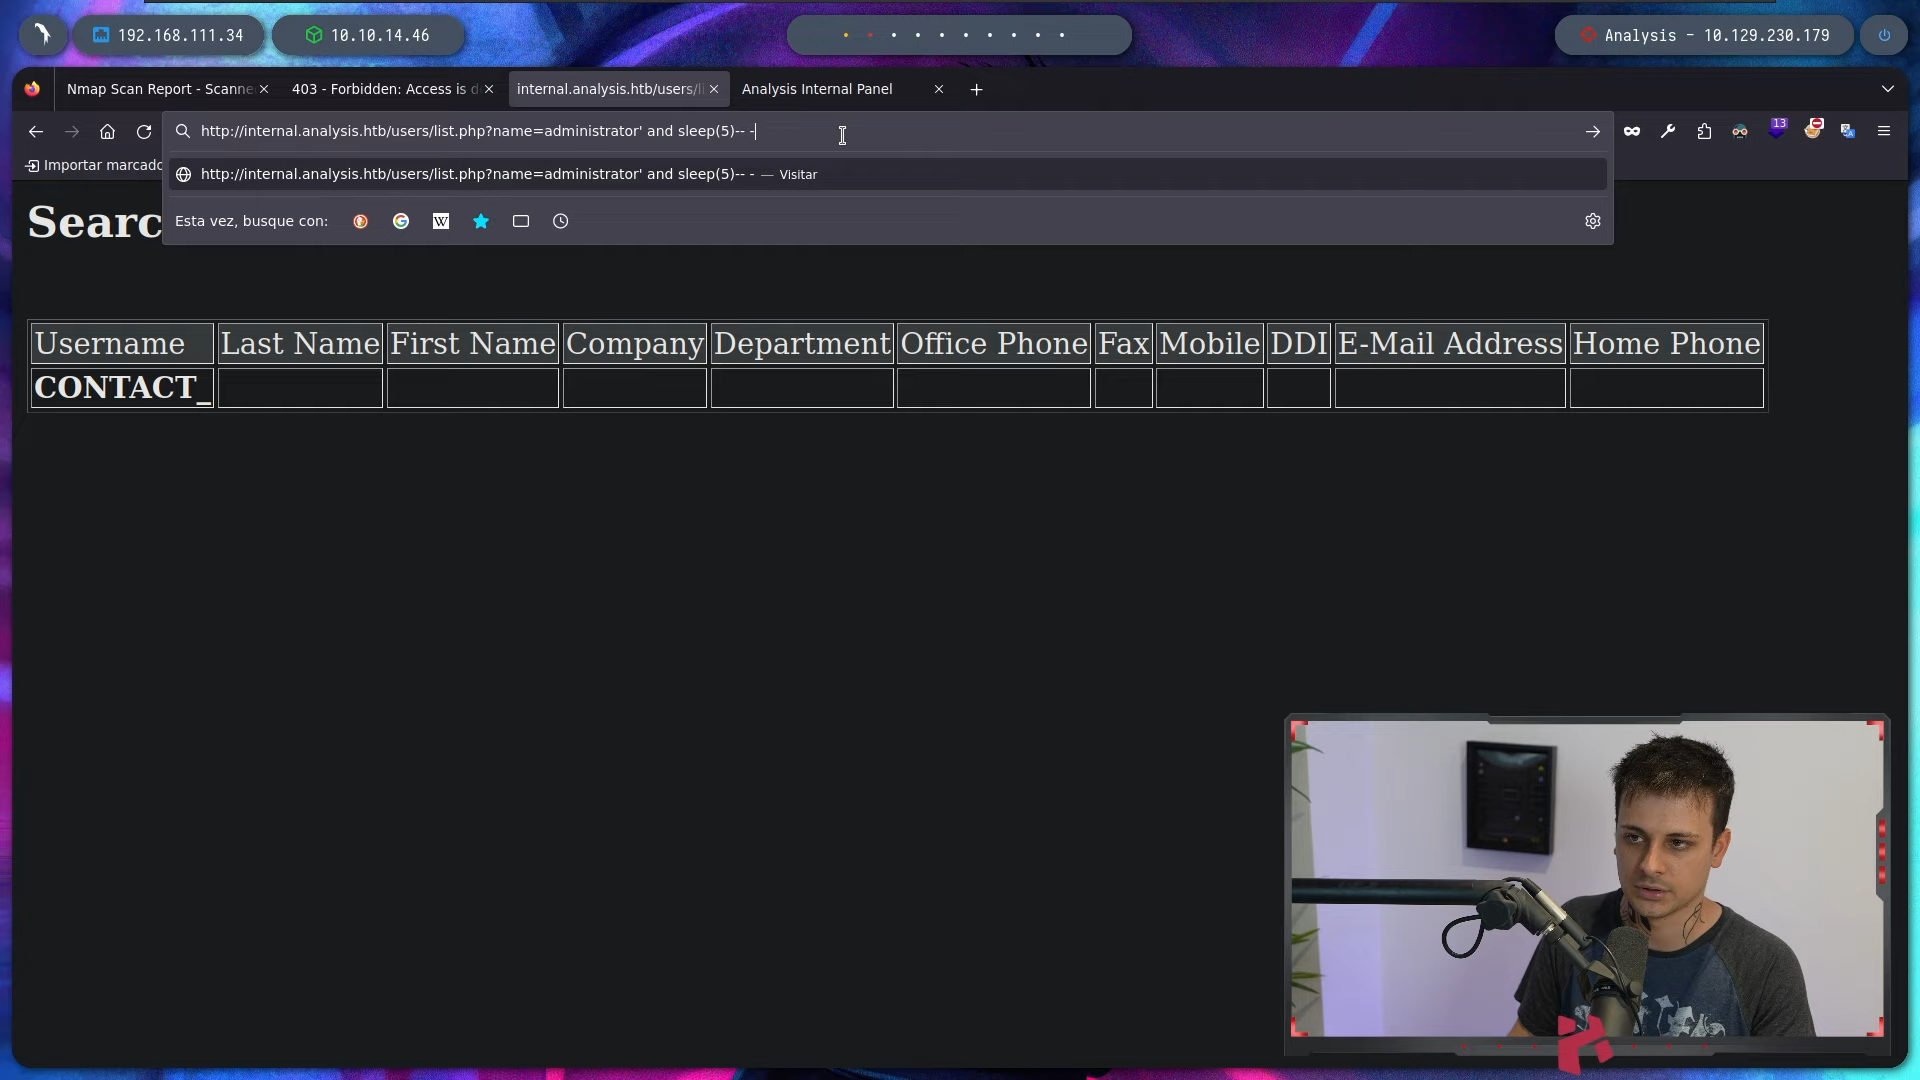 192.168.111.34
10.10.14.46
Analysis - 10.129.230.179
Nmap Scan Report - Scanne
403 - Forbidden: Access is d
internal.analysis.htb/users/li
Analysis Internal Panel
http://internal.analysis.htb/users/list.php?name=administrator' and sleep(5)-- -
13
Importar marcado
http://internal.analysis.htb/users/list.php?name=administrator' and sleep(5)-- - — Visitar
Esta vez, busque con:
W
Searc
Username Last Name First Name Company Department Office Phone Fax Mobile DDI E-Mail Address Home Phone
CONTACT_